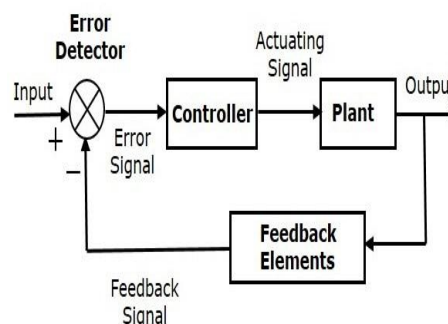 Error
Detector
Input
+
−
Error
Signal
Controller
Actuating
Signal
Plant
Output
Feedback
Elements
Feedback
Signal